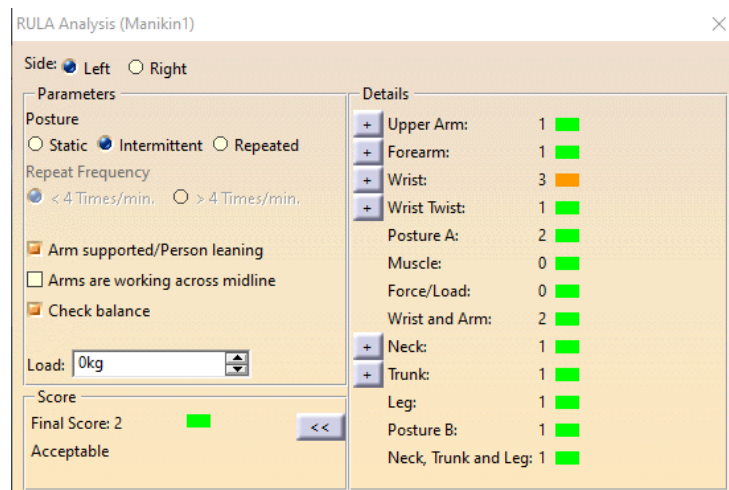 RULA Analysis (Manikin1)
Side: Left Right
Parameters
Posture
Static Intermittent Repeated
Repeat Frequency
< 4 Times/min. > 4 Times/min.
Arm supported/Person leaning
Arms are working across midline
Check balance
Load: 0kg
Score
Final Score: 2
<<
Acceptable
Details
+ Upper Arm: 1
+ Forearm: 1
+ Wrist: 3
+ Wrist Twist: 1
Posture A: 2
Muscle: 0
Force/Load: 0
Wrist and Arm: 2
+ Neck: 1
+ Trunk: 1
Leg: 1
Posture B: 1
Neck, Trunk and Leg: 1